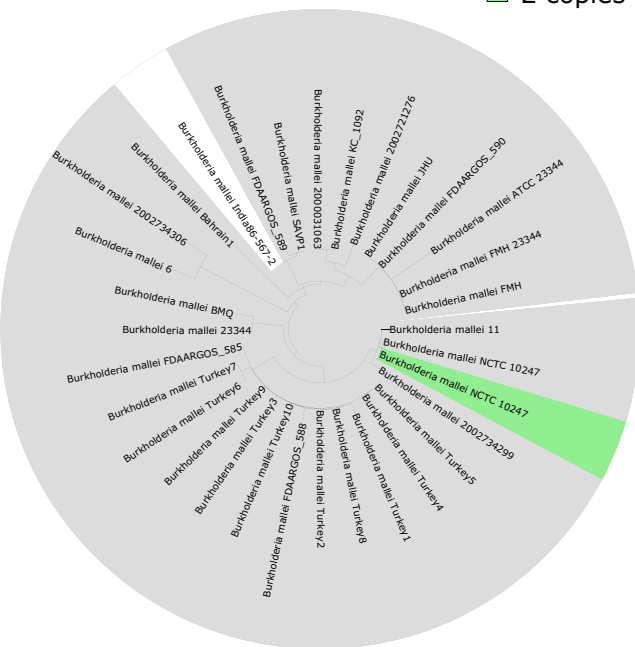 2 copies
Burkholderia mallei FDAARGOS_589
Burkholderia mallei SAVP1
Burkholderia mallei 2000031063
Burkholderia mallei KC_1092
Burkholderia mallei 2002721276
Burkholderia mallei JHU
Burkholderia mallei FDAARGOS_590
Burkholderia mallei ATCC 23344
Burkholderia mallei FMH 23344
Burkholderia mallei FMH
Burkholderia mallei 11
Burkholderia mallei NCTC 10247
Burkholderia mallei NCTC 10247
Burkholderia mallei 2002734299
Burkholderia mallei Turkey5
Burkholderia mallei Turkey4
Burkholderia mallei Turkey1
Burkholderia mallei Turkey8
Burkholderia mallei Turkey2
Burkholderia mallei FDAARGOS_588
Burkholderia mallei Turkey10
Burkholderia mallei Turkey3
Burkholderia mallei Turkey9
Burkholderia mallei Turkey6
Burkholderia mallei Turkey7
Burkholderia mallei FDAARGOS_585
Burkholderia mallei 23344
Burkholderia mallei BMQ
Burkholderia mallei 6
Burkholderia mallei 2002734306
Burkholderia mallei Bahrain1
Burkholderia mallei India86-567-2